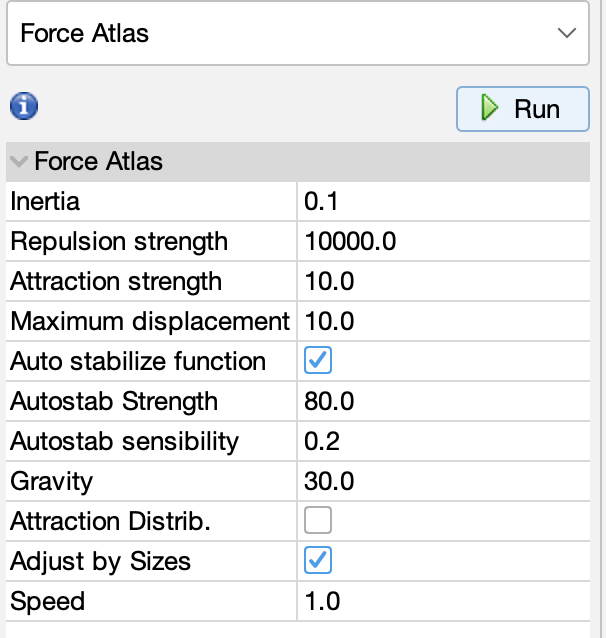 Force Atlas
Run
Force Atlas
Inertia 0.1
Repulsion strength 10000.0
Attraction strength 10.0
Maximum displacement 10.0
Auto stabilize function
Autostab Strength 80.0
Autostab sensibility 0.2
Gravity 30.0
Attraction Distrib.
Adjust by Sizes
Speed 1.0